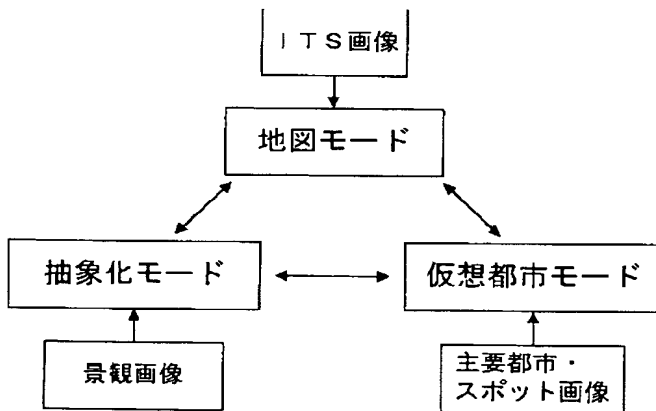 ITS画像
地図モード
抽象化モード
仮想都市モード
景観画像
主要都市・
スポット画像